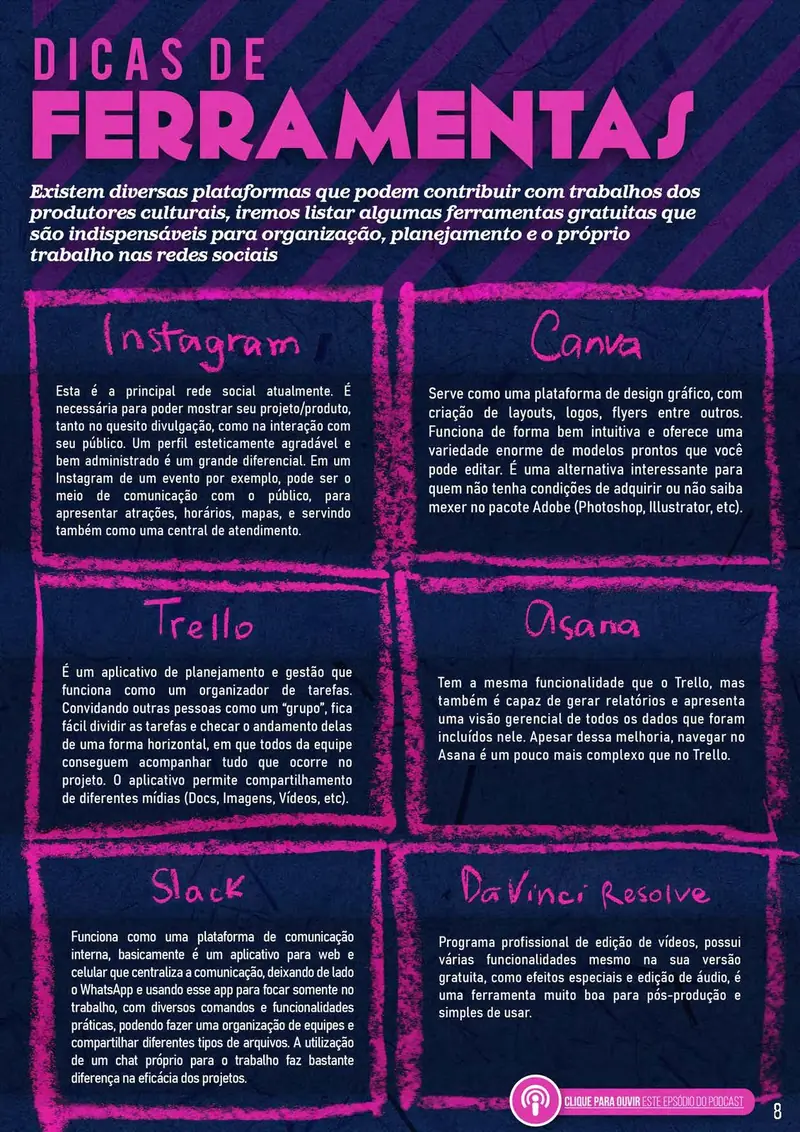 DICAS DE
FERRAMENTAS
Existem diversas plataformas que podem contribuir com trabalhos dos
produtores culturais, iremos listar algumas ferramentas gratuitas que
são indispensáveis para organização, planejamento e o próprio
trabalho nas redes sociais
Instagram
Esta é a principal rede social atualmente. É
necessária para poder mostrar seu projeto/produto,
tanto no quesito divulgação, como na interação com
seu público. Um perfil esteticamente agradável e
bem administrado é um grande diferencial. Em um
Instagram de um evento por exemplo, pode ser o
meio de comunicação com o público, para
apresentar atrações, horários, mapas, e servindo
também como uma central de atendimento.
Canva
Serve como uma plataforma de design gráfico, com
criação de layouts, logos, flyers entre outros.
Funciona de forma bem intuitiva e oferece uma
variedade enorme de modelos prontos que você
pode editar. É uma alternativa interessante para
quem não tenha condições de adquirir ou não saiba
mexer no pacote Adobe (Photoshop, Illustrator, etc).
Trello
É um aplicativo de planejamento e gestão que
funciona como um organizador de tarefas.
Convidando outras pessoas como um “grupo”, fica
fácil dividir as tarefas e checar o andamento delas
de uma forma horizontal, em que todos da equipe
conseguem acompanhar tudo que ocorre no
projeto. O aplicativo permite compartilhamento
de diferentes mídias (Docs, Imagens, Vídeos, etc).
Asana
Tem a mesma funcionalidade que o Trello, mas
também é capaz de gerar relatórios e apresenta
uma visão gerencial de todos os dados que foram
incluídos nele. Apesar dessa melhoria, navegar no
Asana é um pouco mais complexo que no Trello.
Slack
Funciona como uma plataforma de comunicação
interna, basicamente é um aplicativo para web e
celular que centraliza a comunicação, deixando de lado
o WhatsApp e usando esse app para focar somente no
trabalho, com diversos comandos e funcionalidades
práticas, podendo fazer uma organização de equipes e
compartilhar diferentes tipos de arquivos. A utilização
de um chat próprio para o trabalho faz bastante
diferença na eficácia dos projetos.
DaVinci Resolve
Programa profissional de edição de vídeos, possui
várias funcionalidades mesmo na sua versão
gratuita, como efeitos especiais e edição de áudio, é
uma ferramenta muito boa para pós-produção e
simples de usar.
CLIQUE PARA OUVIR ESTE EPSÓDIO DO PODCAST
8